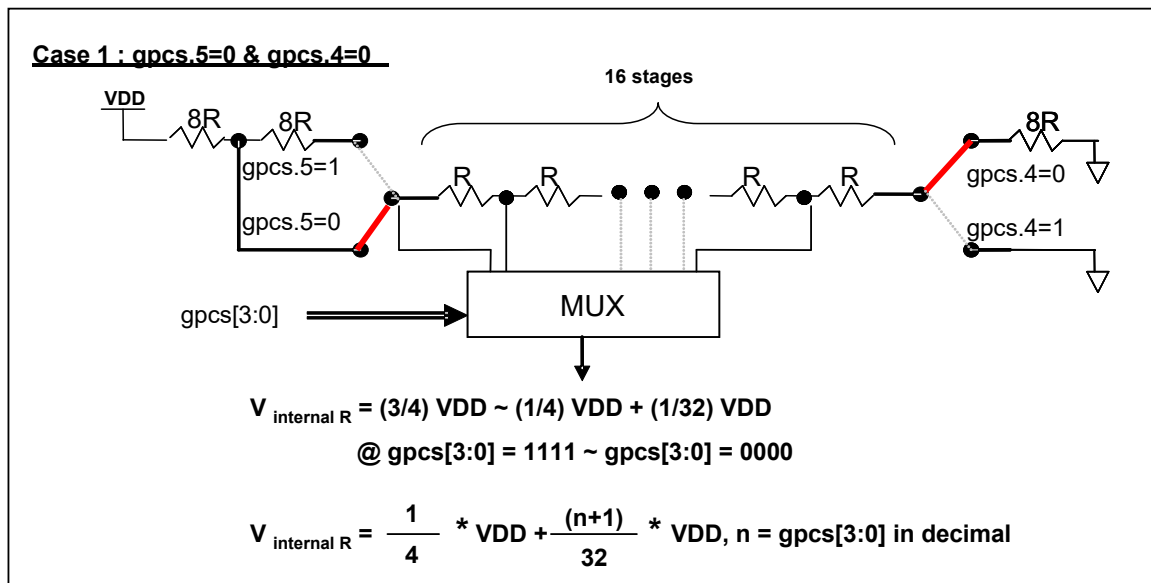 Case 1 : gpcs.5=0 & gpcs.4=0
16 stages
VDD
8R
8R
8R
gpcs.5=1
gpcs.4=0
R
R
R
R
gpcs.5=0
gpcs.4=1
gpcs[3:0]
MUX
V internal R = (3/4) VDD ~ (1/4) VDD + (1/32) VDD
@ gpcs[3:0] = 1111 ~ gpcs[3:0] = 0000
V internal R = 1/4 * VDD + (n+1)/32 * VDD, n = gpcs[3:0] in decimal